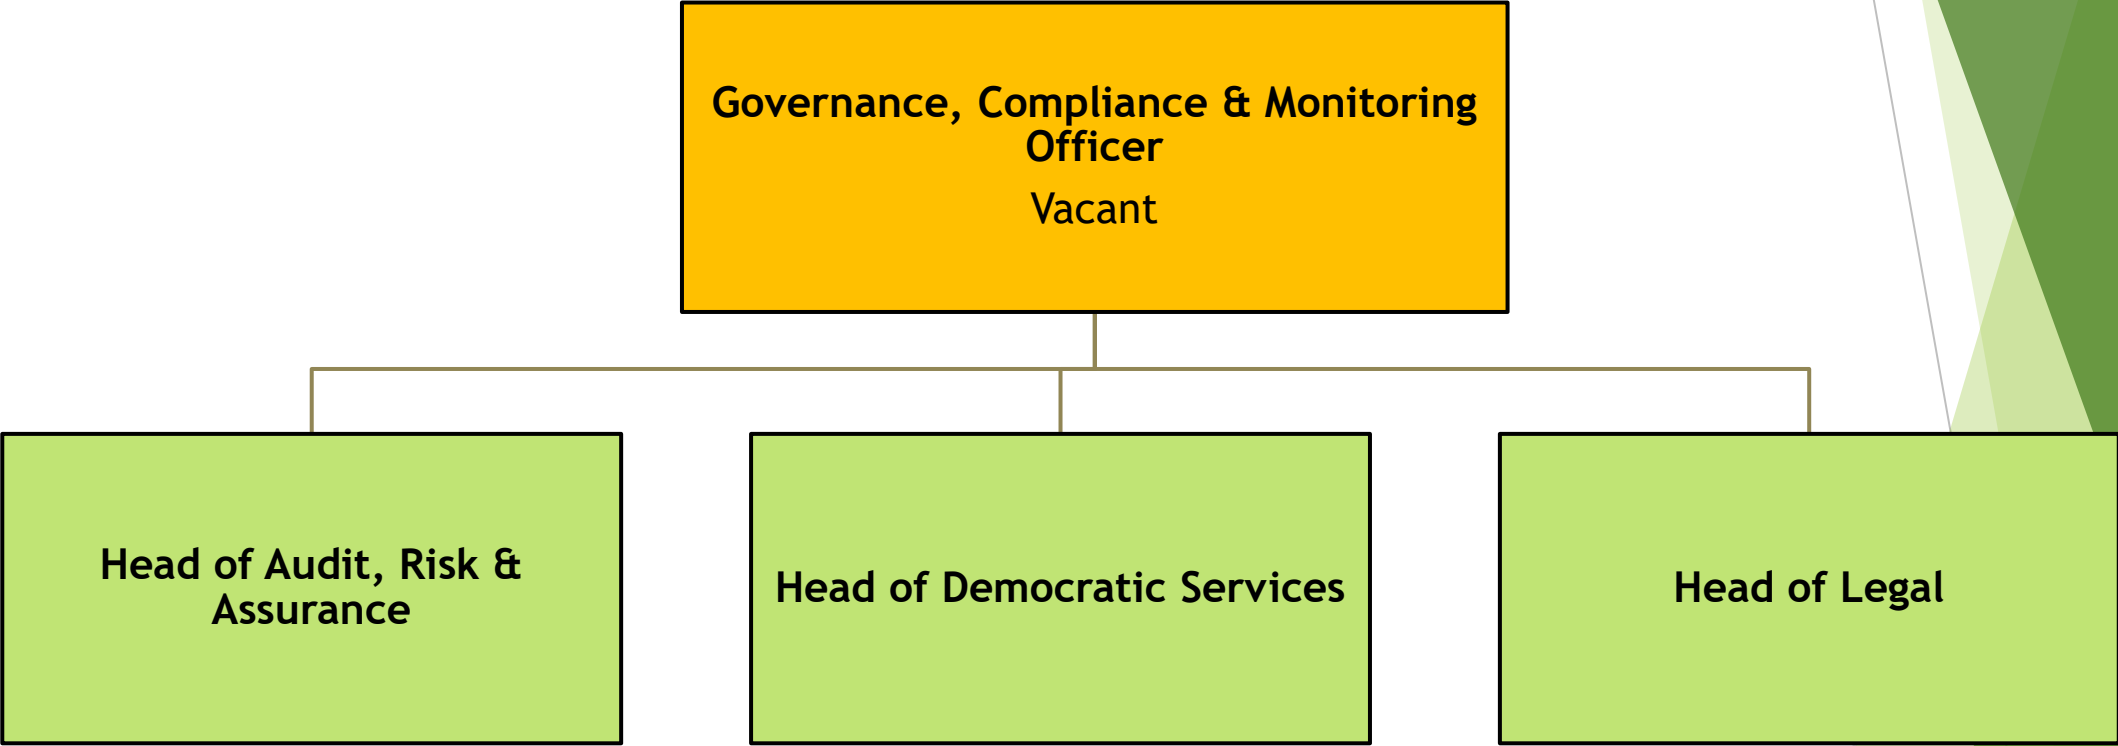 Governance, Compliance & Monitoring
Officer
Vacant
Head of Audit, Risk &
Assurance
Head of Democratic Services
Head of Legal